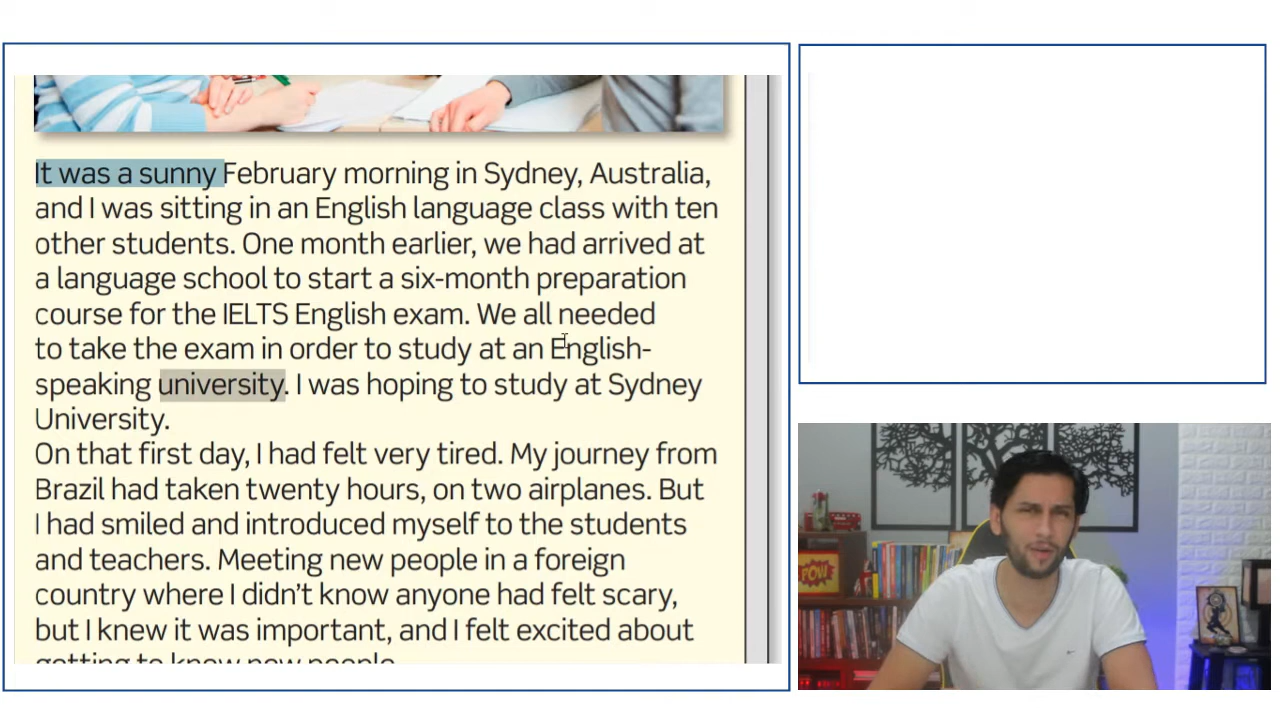 It was a sunny February morning in Sydney, Australia,
and I was sitting in an English language class with ten
other students. One month earlier, we had arrived at
a language school to start a six-month preparation
course for the IELTS English exam. We all needed
to take the exam in order to study at an English-
speaking university. I was hoping to study at Sydney
University.
On that first day, I had felt very tired. My journey from
Brazil had taken twenty hours, on two airplanes. But
I had smiled and introduced myself to the students
and teachers. Meeting new people in a foreign
country where I didn't know anyone had felt scary,
but I knew it was important, and I felt excited about
getting to know new people.
POW